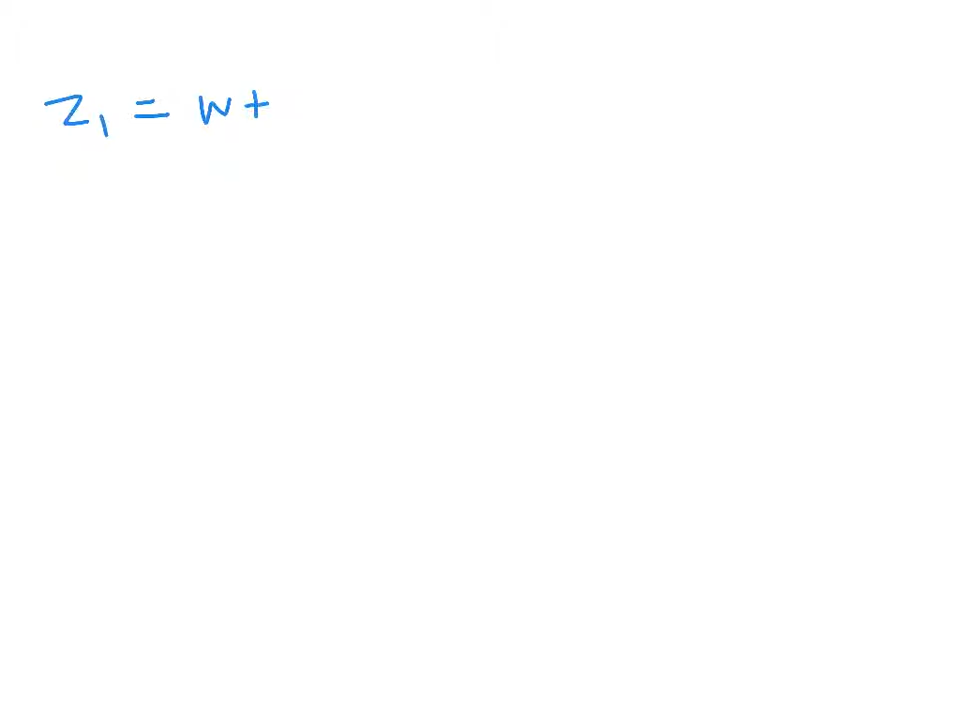 z₁ = w +